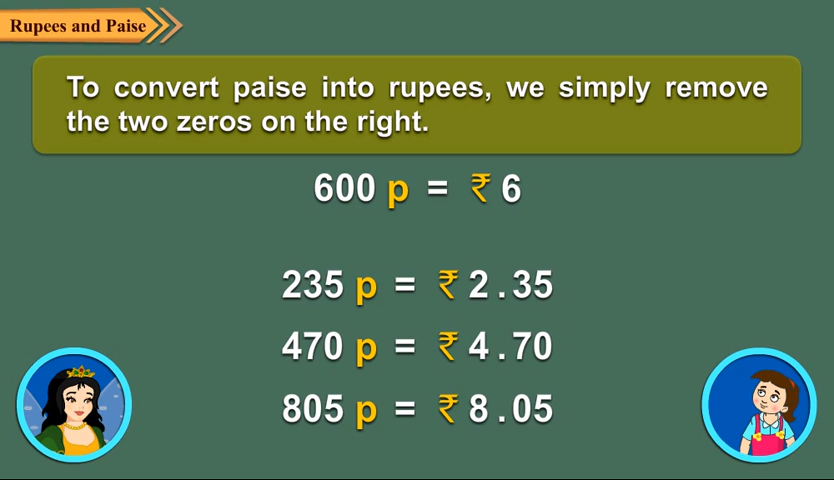 Rupees and Paise
To convert paise into rupees, we simply remove
the two zeros on the right.
600 p = ₹ 6
235 p = ₹ 2.35
470 p = ₹ 4.70
805 p = ₹ 8.05